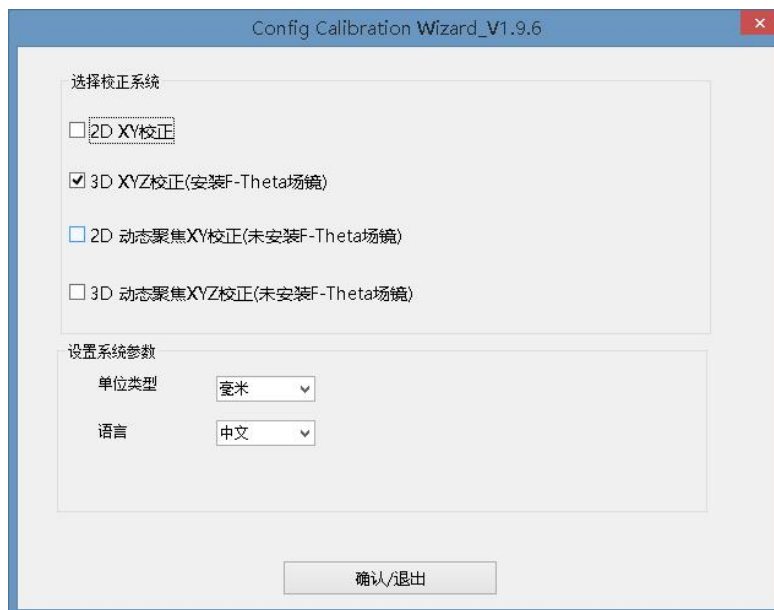 Config Calibration Wizard_V1.9.6
选择校正系统
2D XY校正
3D XYZ校正(安装F-Theta场镜)
2D 动态聚焦XY校正(未安装F-Theta场镜)
3D 动态聚焦XYZ校正(未安装F-Theta场镜)
设置系统参数
单位类型 毫米
语言 中文
确认/退出